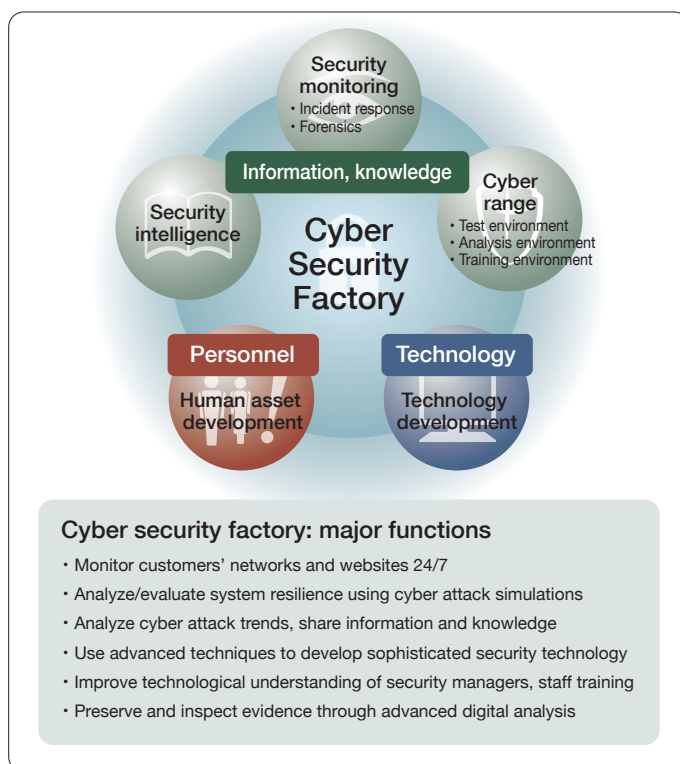 Security
monitoring
・Incident response
・Forensics
Information, knowledge
Security
intelligence
Cyber
range
・Test environment
・Analysis environment
・Training environment
Cyber
Security
Factory
Personnel
Human asset
development
Technology
Technology
development
Cyber security factory: major functions
・Monitor customers’ networks and websites 24/7
・Analyze/evaluate system resilience using cyber attack simulations
・Analyze cyber attack trends, share information and knowledge
・Use advanced techniques to develop sophisticated security technology
・Improve technological understanding of security managers, staff training
・Preserve and inspect evidence through advanced digital analysis